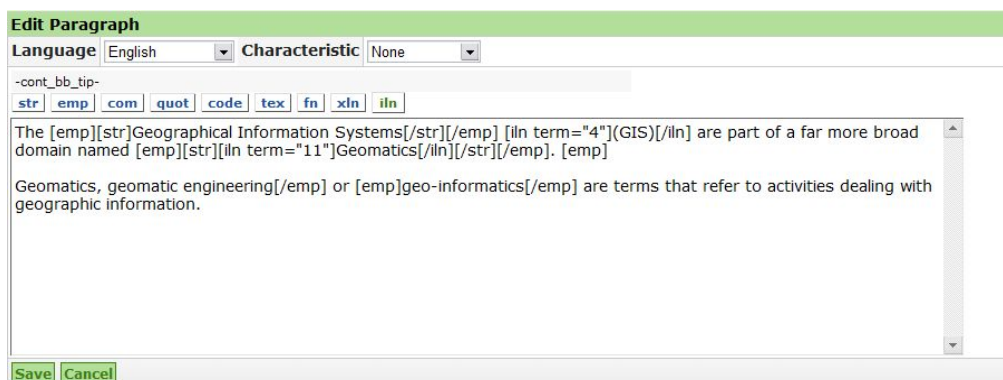 Edit Paragraph
Language English Characteristic None
-cont_bb_tip-
str emp com quot code tex fn xln iln
The [emp][str]Geographical Information Systems[/str][/emp] [iln term="4"](GIS)[/iln] are part of a far more broad
domain named [emp][str][iln term="11"]Geomatics[/iln][/str][/emp]. [emp]
Geomatics, geomatic engineering[/emp] or [emp]geo-informatics[/emp] are terms that refer to activities dealing with
geographic information.
Save Cancel